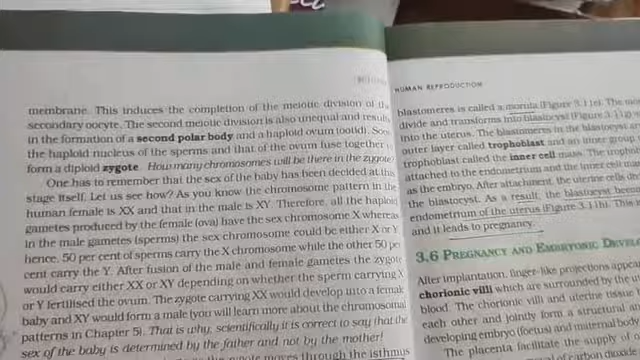 membrane. This induces the completion of the meiotic division of the
secondary oocyte. The second meiotic division is also unequal and results
in the formation of a second polar body and a haploid ovum (ootid). Soon
the haploid nucleus of the sperms and that of the ovum fuse together to
form a diploid zygote. How many chromosomes will be there in the zygote?
One has to remember that the sex of the baby has been decided at this
stage itself. Let us see how? As you know the chromosome pattern in the
human female is XX and that in the male is XY. Therefore, all the haploid
gametes produced by the female (ova) have the sex chromosome X whereas
in the male gametes (sperms) the sex chromosome could be either X or Y,
hence, 50 per cent of sperms carry the X chromosome while the other 50 per
cent carry the Y. After fusion of the male and female gametes the zygote
would carry either XX or XY depending on whether the sperm carrying X
or Y fertilised the ovum. The zygote carrying XX would develop into a female
baby and XY would form a male (you will learn more about the chromosomal
patterns in Chapter 5). That is why, scientifically it is correct to say that the
sex of the baby is determined by the father and not by the mother!
moves through the isthmus
HUMAN REPRODUCTION
blastomeres is called a morula (Figure 3.11e). The
divide and transforms into blastocyst (Figure 3.11g)
into the uterus. The blastomeres in the blastocyst
outer layer called trophoblast and an inner group
trophoblast called the inner cell mass. The
attached to the endometrium and the inner cell
as the embryo. After attachment, the uterine cells
the blastocyst. As a result, the blastocyst
endometrium of the uterus (Figure 3.11h). This
and it leads to pregnancy.
3.6 PREGNANCY AND EMBRYONIC
After implantation, finger-like projections appear
chorionic villi which are surrounded by the
blood. The chorionic villi and uterine tissue
each other and jointly form a structural
developing embryo (foetus) and maternal body
The placenta facilitate the supply